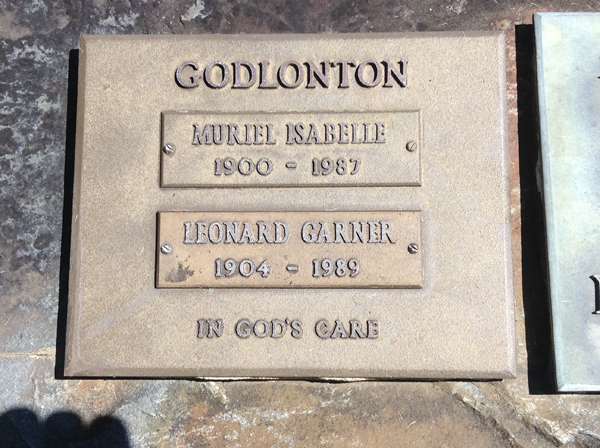 GODLONTON
MURIEL ISABELLE
1900 - 1987
LEONARD GARNER
1904 - 1989
IN GOD'S CARE